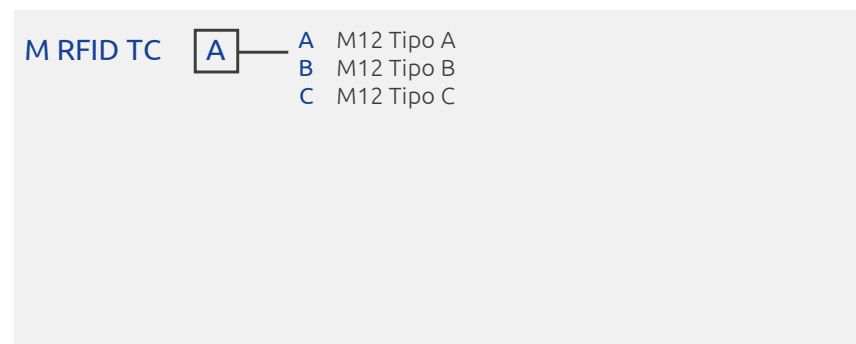 M RFID TC A A M12 Tipo A
B M12 Tipo B
C M12 Tipo C